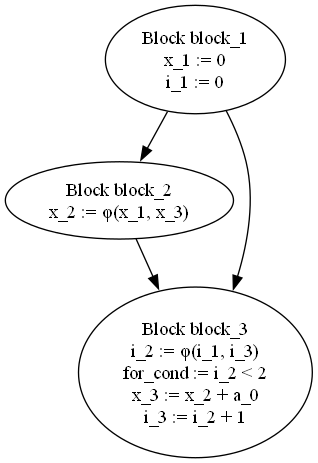 Block block_1
x_1 := 0
i_1 := 0
Block block_2
x_2 := φ(x_1, x_3)
Block block_3
i_2 := φ(i_1, i_3)
for_cond := i_2 < 2
x_3 := x_2 + a_0
i_3 := i_2 + 1